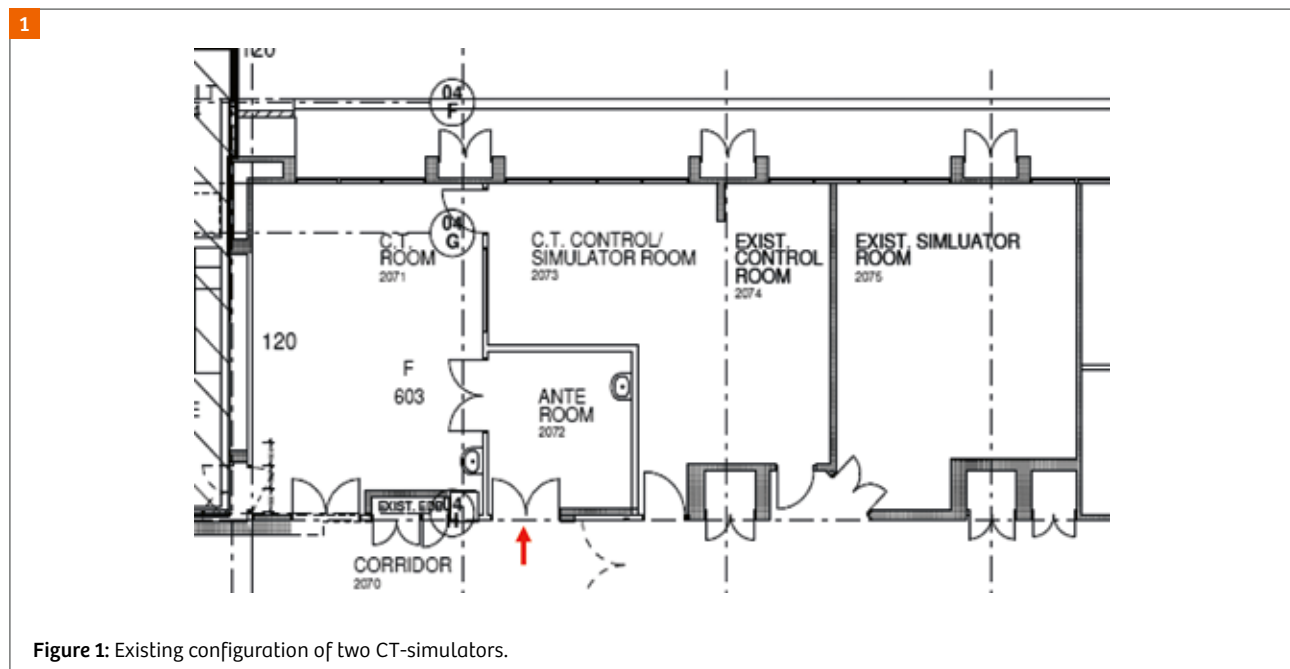 1
120
04
F
04
G
C.T.
ROOM
2071
C.T. CONTROL/
SIMULATOR ROOM
2073
EXIST.
CONTROL
ROOM
2074
EXIST. SIMLUATOR
ROOM
2075
120
F
603
ANTE
ROOM
2072
04
H
CORRIDOR
2070
Figure 1: Existing configuration of two CT-simulators.